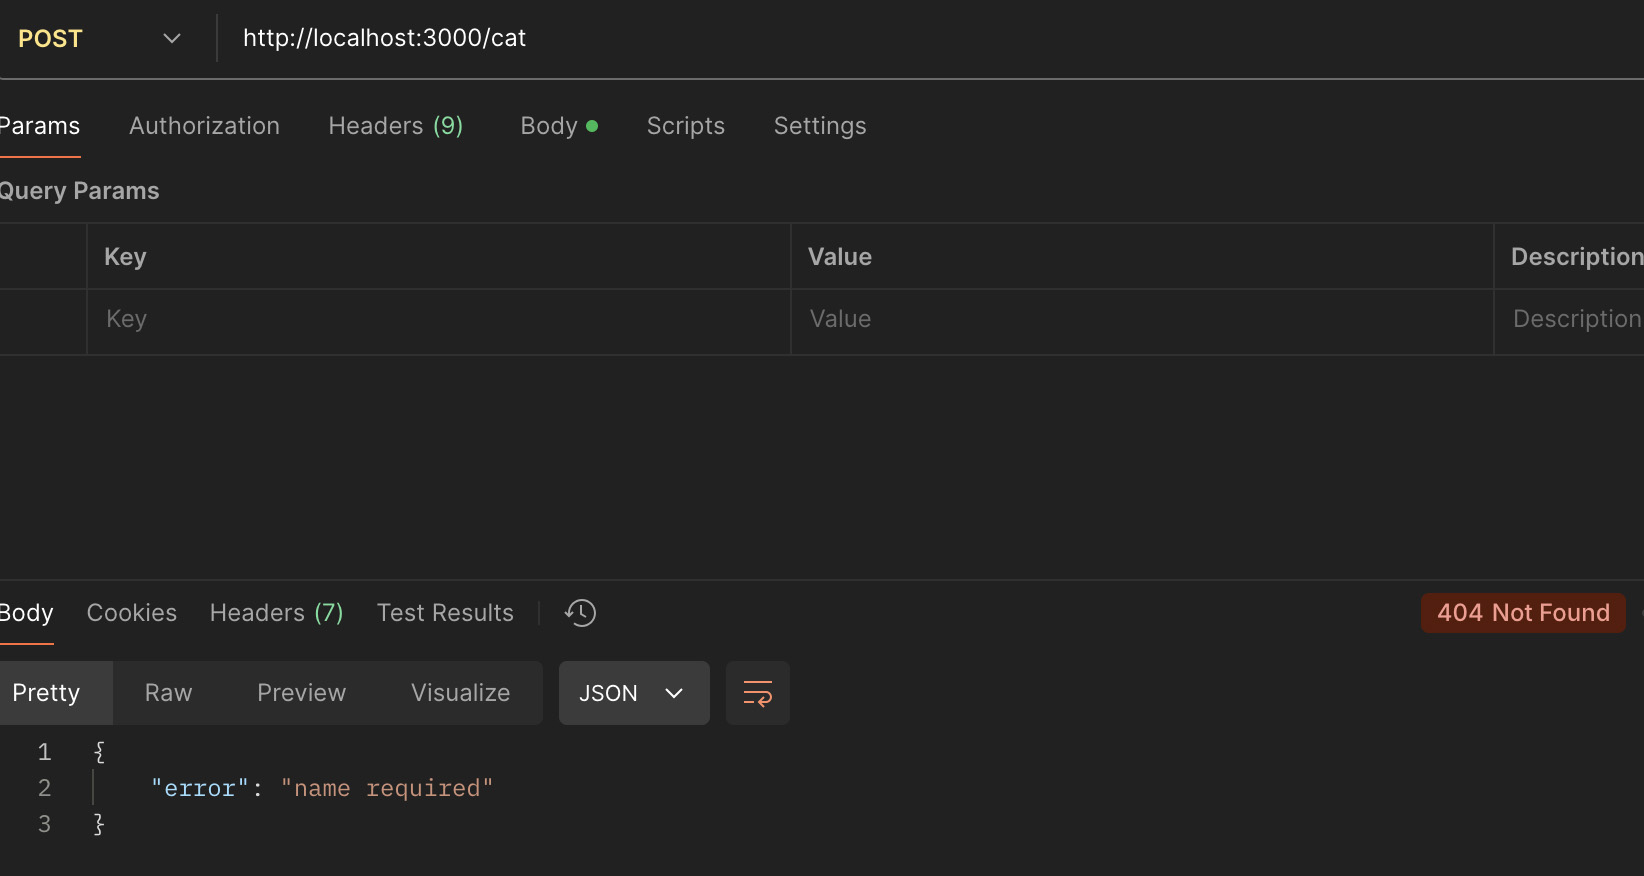 POST http://localhost:3000/cat
Params Authorization Headers (9) Body Scripts Settings
Query Params
Key Value Description
Key Value Description
Body Cookies Headers (7) Test Results 404 Not Found
Pretty Raw Preview Visualize JSON
1 {
2 "error": "name required"
3 }